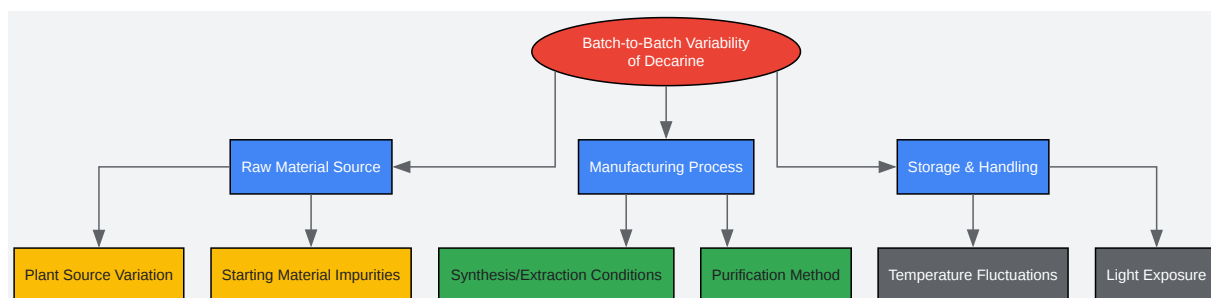 Batch-to-Batch Variability
of Decarine
Raw Material Source
Manufacturing Process
Storage & Handling
Plant Source Variation
Starting Material Impurities
Synthesis/Extraction Conditions
Purification Method
Temperature Fluctuations
Light Exposure